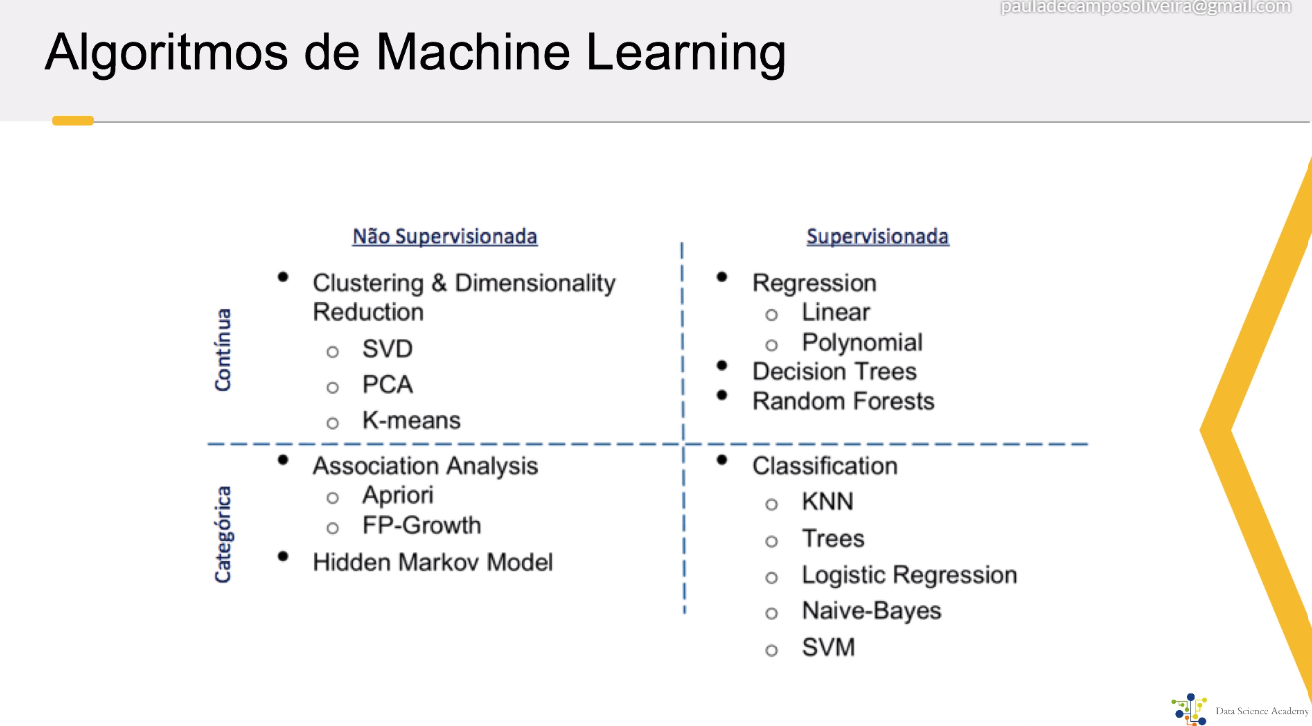 pauladecamposoliveira@gmail.com
Algoritmos de Machine Learning
Não Supervisionada
Supervisionada
Contínua
Clustering & Dimensionality
Reduction
SVD
PCA
K-means
Regression
Linear
Polynomial
Decision Trees
Random Forests
Categórica
Association Analysis
Apriori
FP-Growth
Hidden Markov Model
Classification
KNN
Trees
Logistic Regression
Naive-Bayes
SVM
Data Science Academy